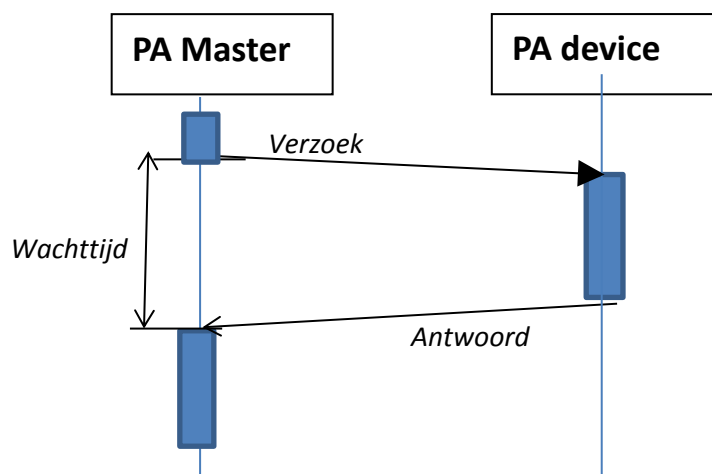 PA Master
PA device
Verzoek
Wachttijd
Antwoord